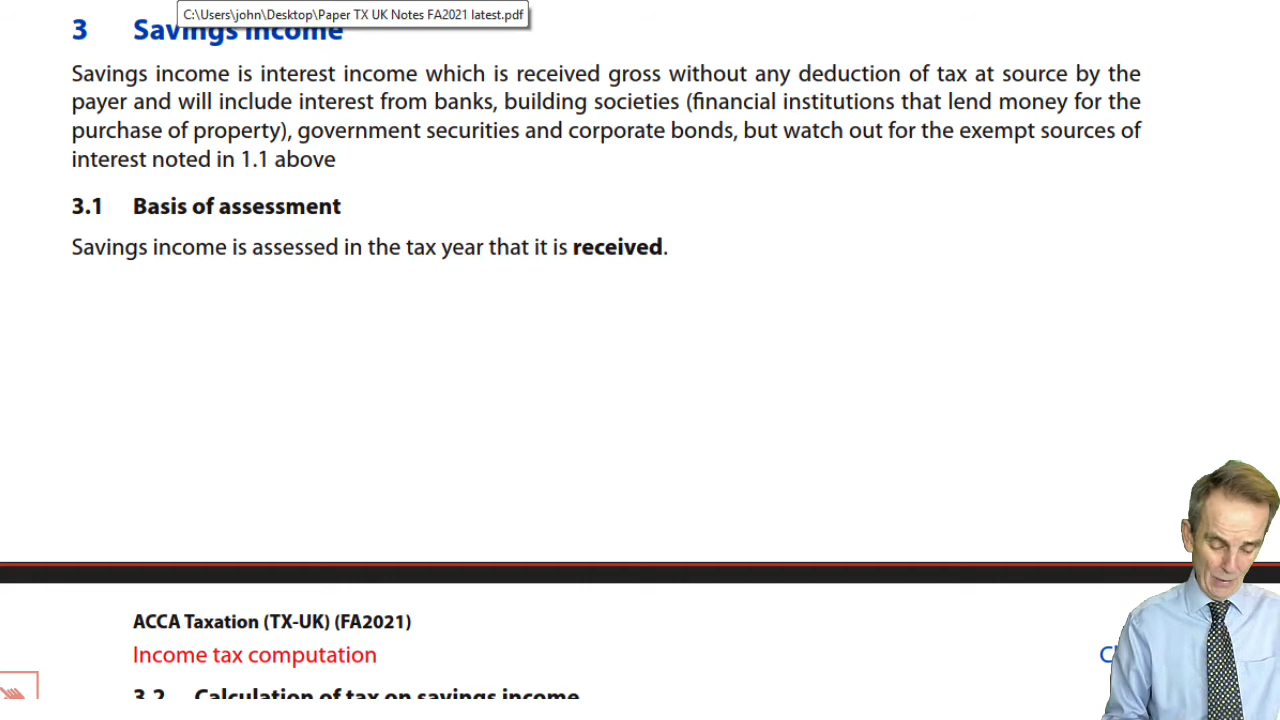 C:\Users\john\Desktop\Paper TX UK Notes FA2021 latest.pdf
3 Savings income
Savings income is interest income which is received gross without any deduction of tax at source by the
payer and will include interest from banks, building societies (financial institutions that lend money for the
purchase of property), government securities and corporate bonds, but watch out for the exempt sources of
interest noted in 1.1 above
3.1 Basis of assessment
Savings income is assessed in the tax year that it is received.
ACCA Taxation (TX-UK) (FA2021)
Income tax computation
3.2 Calculation of tax on savings income